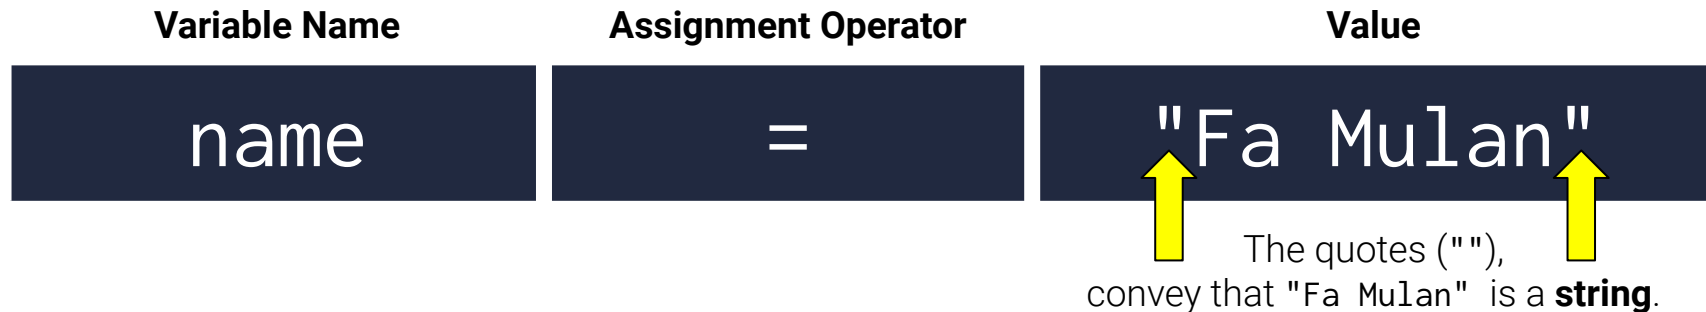 Variable Name Assignment Operator Value
name = "Fa Mulan"
The quotes (""),
convey that "Fa Mulan" is a string.